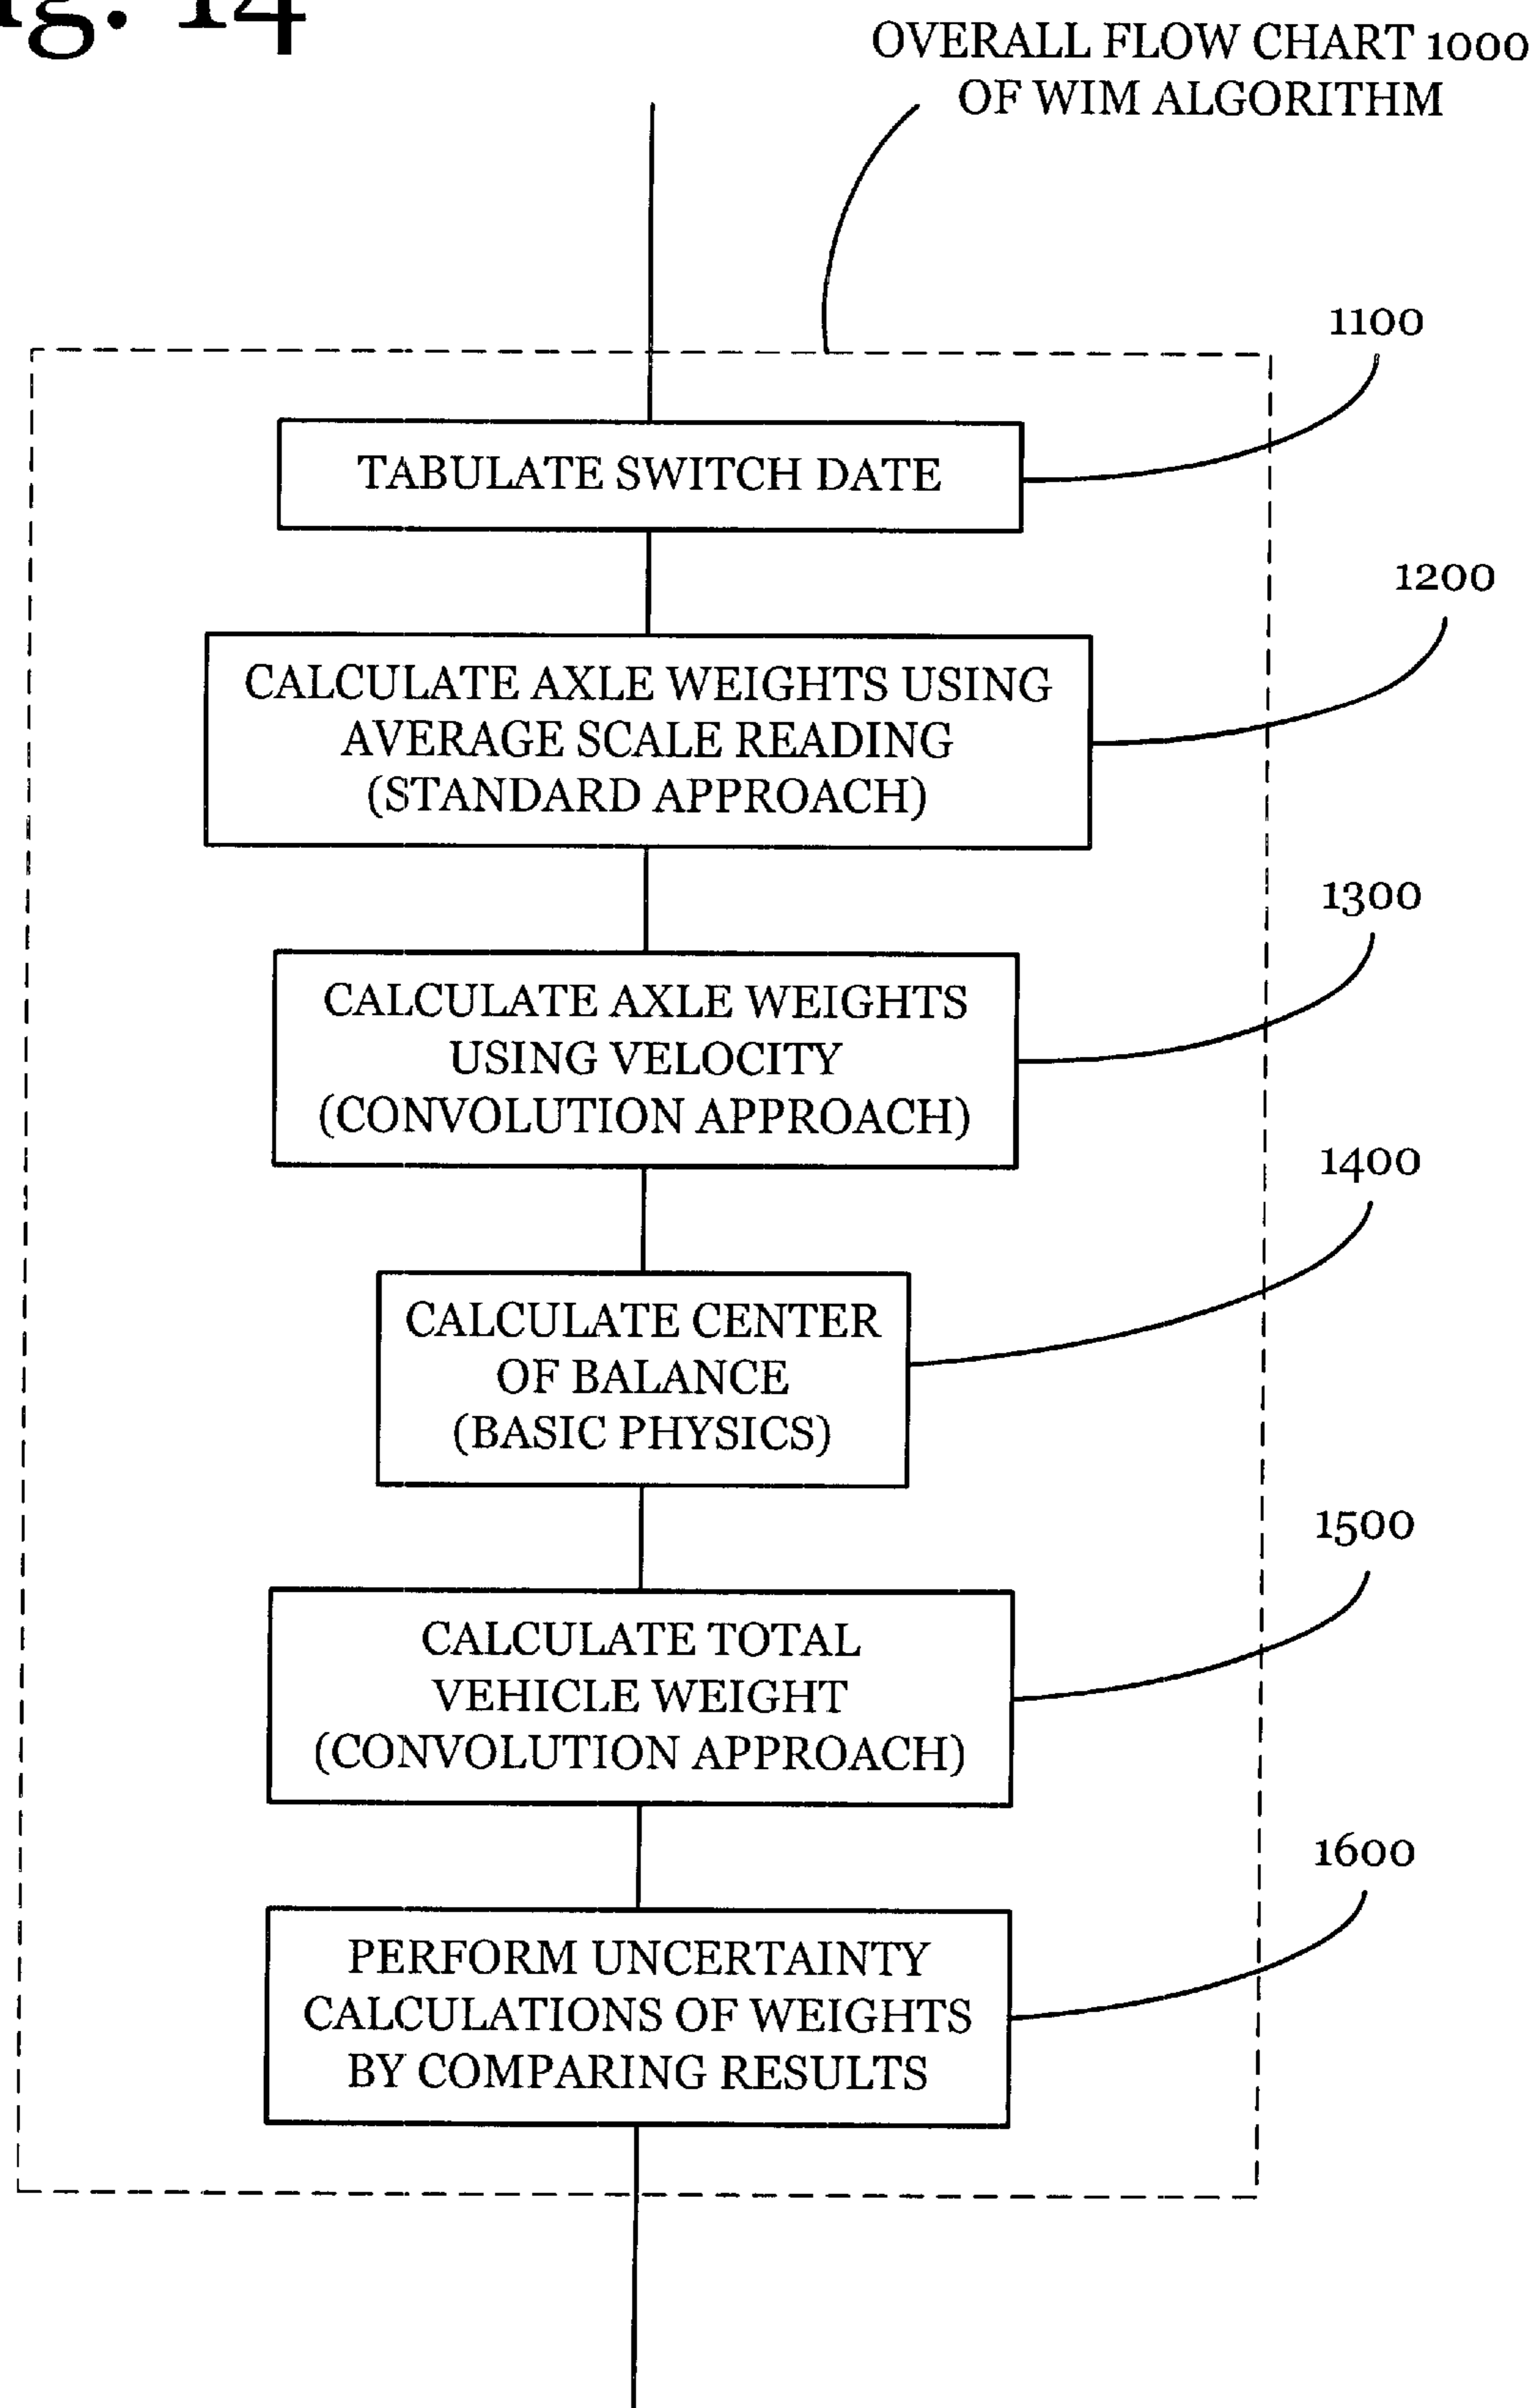 g. 14
OVERALL FLOW CHART 1000
OF WIM ALGORITHM
1100
TABULATE SWITCH DATE
1200
CALCULATE AXLE WEIGHTS USING
AVERAGE SCALE READING
(STANDARD APPROACH)
1300
CALCULATE AXLE WEIGHTS
USING VELOCITY
(CONVOLUTION APPROACH)
1400
CALCULATE CENTER
OF BALANCE
(BASIC PHYSICS)
1500
CALCULATE TOTAL
VEHICLE WEIGHT
(CONVOLUTION APPROACH)
1600
PERFORM UNCERTAINTY
CALCULATIONS OF WEIGHTS
BY COMPARING RESULTS